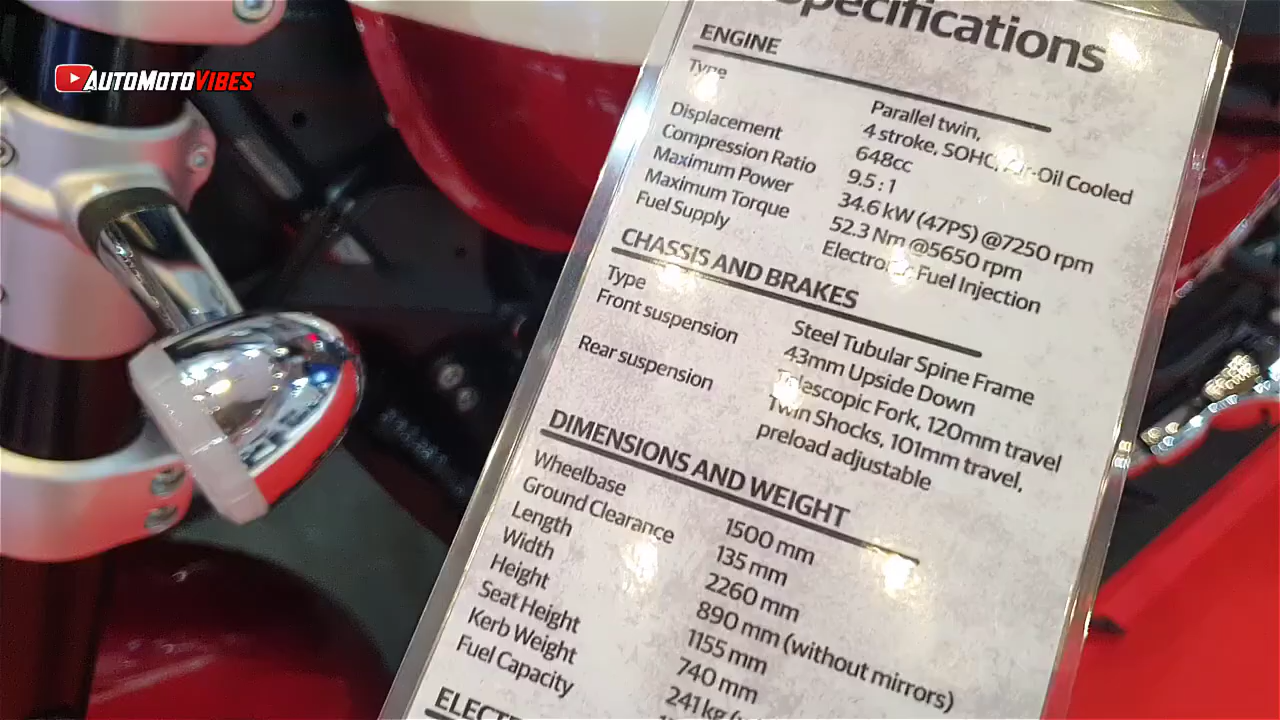 AUTOMOTOVIBES
Specifications
ENGINE
Type Parallel twin,
4 stroke, SOHC, Air-Oil Cooled
Displacement 648cc
Compression Ratio 9.5 : 1
Maximum Power 34.6 kW (47PS) @7250 rpm
Maximum Torque 52.3 Nm @5650 rpm
Fuel Supply Electronic Fuel Injection
CHASSIS AND BRAKES
Type Steel Tubular Spine Frame
Front suspension 43mm Upside Down
Telescopic Fork, 120mm travel
Rear suspension Twin Shocks, 101mm travel,
preload adjustable
DIMENSIONS AND WEIGHT
Wheelbase 1500 mm
Ground Clearance 135 mm
Length 2260 mm
Width 890 mm (without mirrors)
Height 1155 mm
Seat Height 740 mm
Kerb Weight 241 kg
Fuel Capacity